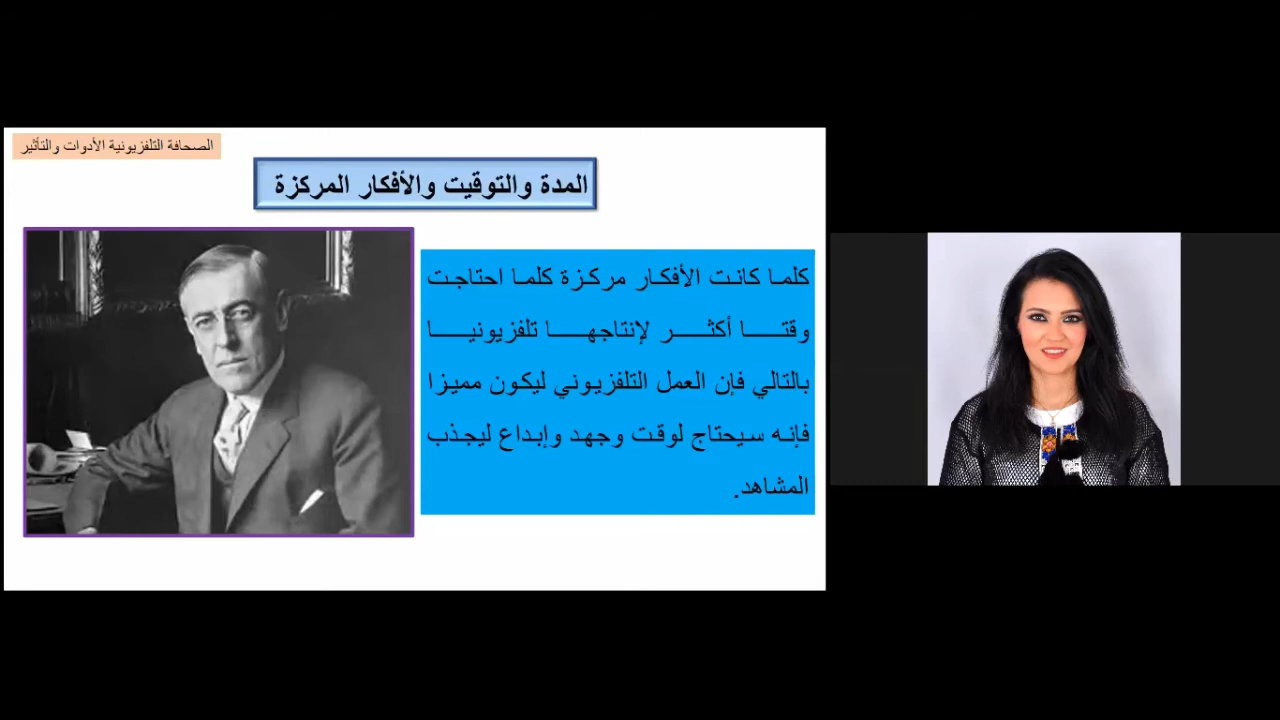 الصحافة التلفزيونية الأدوات والتأثير
المدة والتوقيت والأفكار المركزة
كلما كانت الأفكار مركزة كلما احتاجت
وقتا أكثر لإنتاجها تلفزيونيا
بالتالي فإن العمل التلفزيوني ليكون مميزا
فإنه سيحتاج لوقت وجهد وإبداع ليجذب
المشاهد.